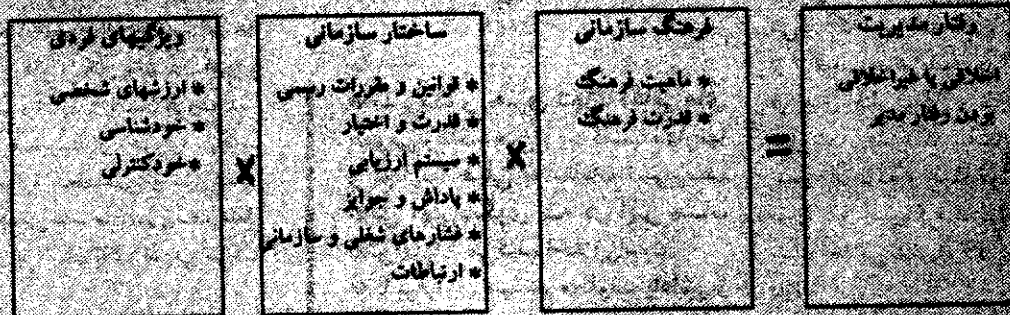 رفتار مدیریت
اخلاقی یا غیراخلاقی
بودن رفتار مدیر
=
فرهنگ سازمانی
* ماهیت فرهنگ
* قدرت فرهنگ
X
ساختار سازمانی
* قوانین و مقررات رسمی
* قدرت و اختیار
* سیستم ارزیابی
* پاداش و جوایز
* فشارهای شغلی و سازمانی
* ارتباطات
X
ویژگیهای فردی
* ارزشهای شخصی
* خودشناسی
* خودکنترلی